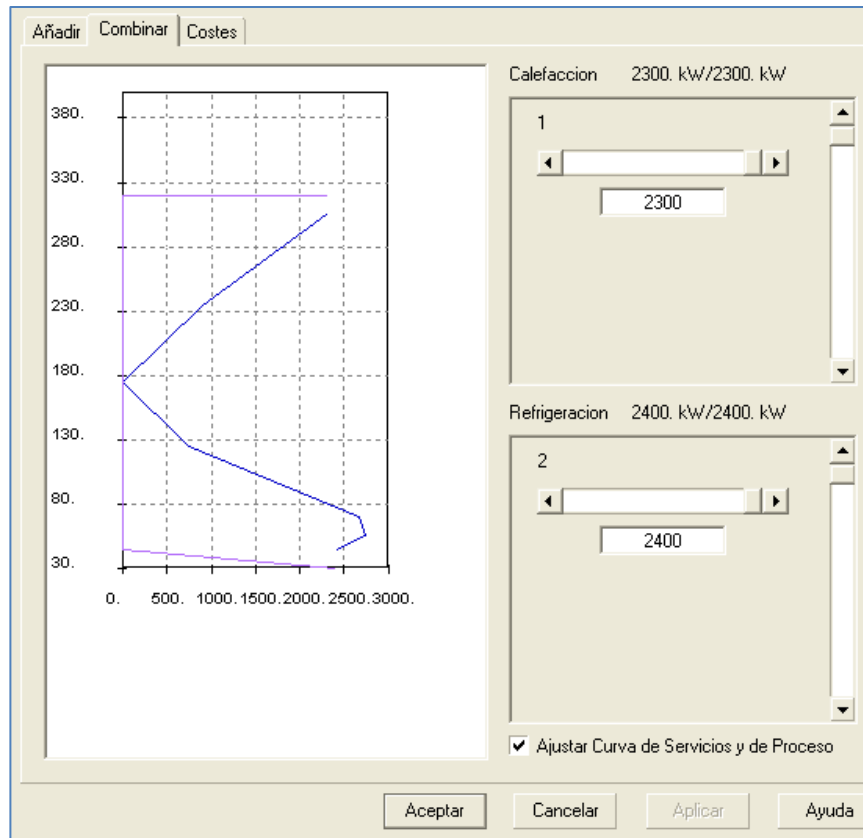 Añadir Combinar Costes
380.
330.
280.
230.
180.
130.
80.
30.
0. 500. 1000. 1500. 2000. 2500. 3000.
Calefaccion 2300. kW/2300. kW
1
2300
Refrigeracion 2400. kW/2400. kW
2
2400
Ajustar Curva de Servicios y de Proceso
Aceptar Cancelar Aplicar Ayuda